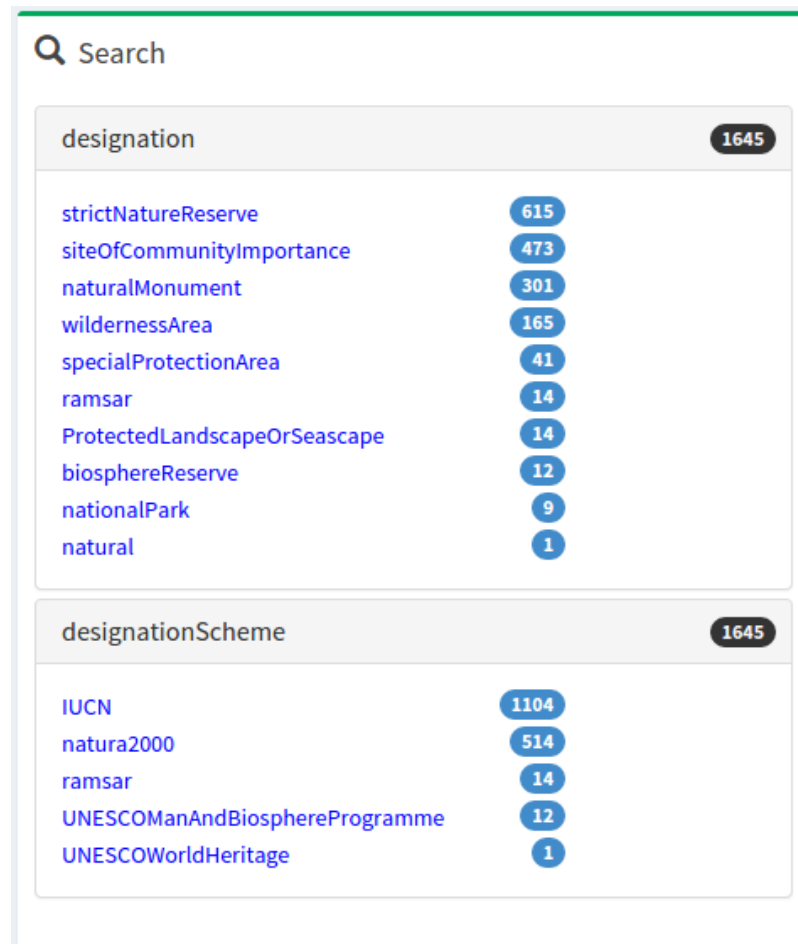 Search
designation 1645
strictNatureReserve 615
siteOfCommunityImportance 473
naturalMonument 301
wildernessArea 165
specialProtectionArea 41
ramsar 14
ProtectedLandscapeOrSeascape 14
biosphereReserve 12
nationalPark 9
natural 1
designationScheme 1645
IUCN 1104
natura2000 514
ramsar 14
UNESCOManAndBiosphereProgramme 12
UNESCOWorldHeritage 1